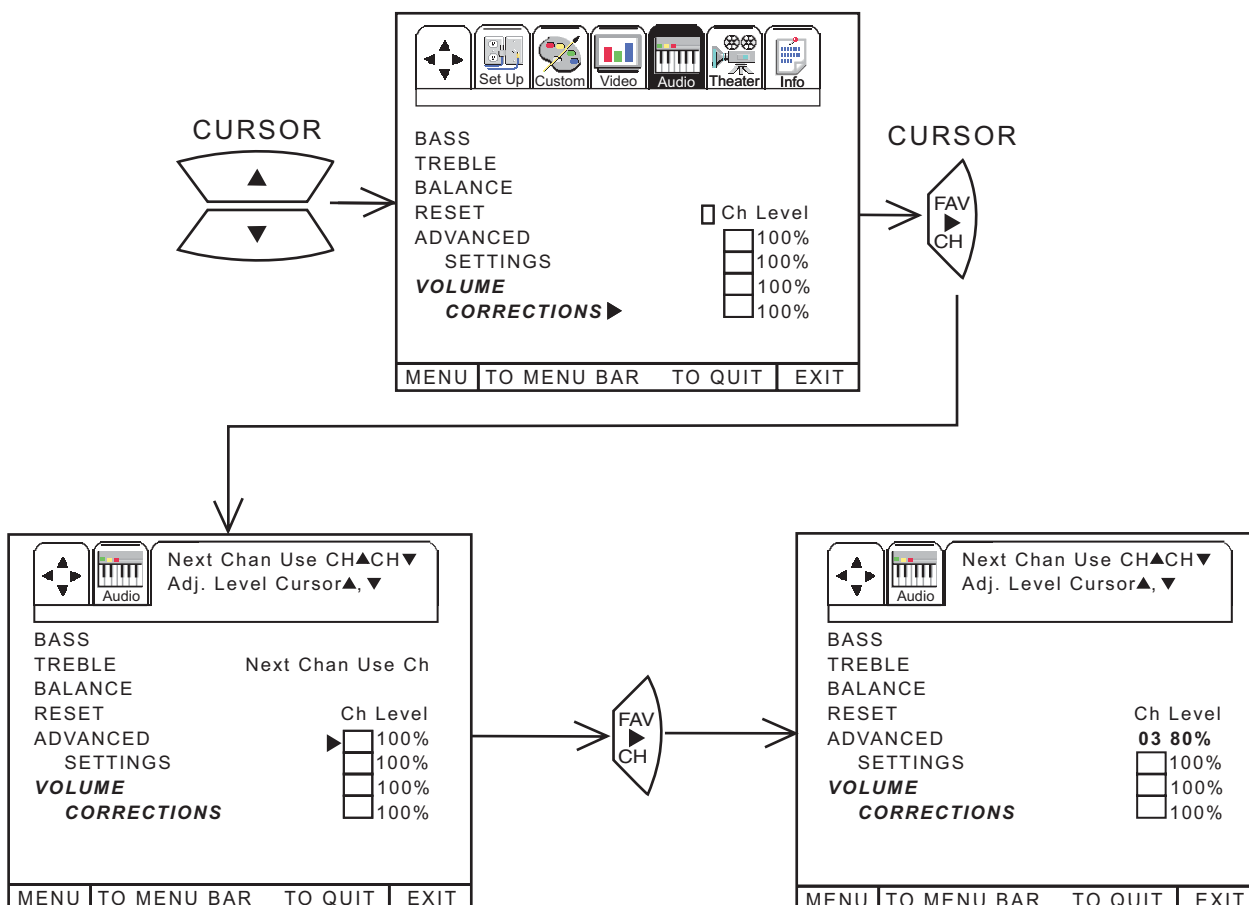 Set Up Custom Video Audio Theater Info
CURSOR
BASS
TREBLE
BALANCE
RESET Ch Level
ADVANCED 100%
SETTINGS 100%
VOLUME 100%
CORRECTIONS▶ 100%
MENU TO MENU BAR TO QUIT EXIT
CURSOR
FAV
▶
CH
Audio
Next Chan Use CH▲CH▼
Adj. Level Cursor▲, ▼
BASS
TREBLE Next Chan Use Ch
BALANCE
RESET Ch Level
ADVANCED ▶ 100%
SETTINGS 100%
VOLUME 100%
CORRECTIONS 100%
MENU TO MENU BAR TO QUIT EXIT
FAV
▶
CH
Audio
Next Chan Use CH▲CH▼
Adj. Level Cursor▲, ▼
BASS
TREBLE
BALANCE
RESET Ch Level
ADVANCED 03 80%
SETTINGS 100%
VOLUME 100%
CORRECTIONS 100%
MENU TO MENU BAR TO QUIT EXIT